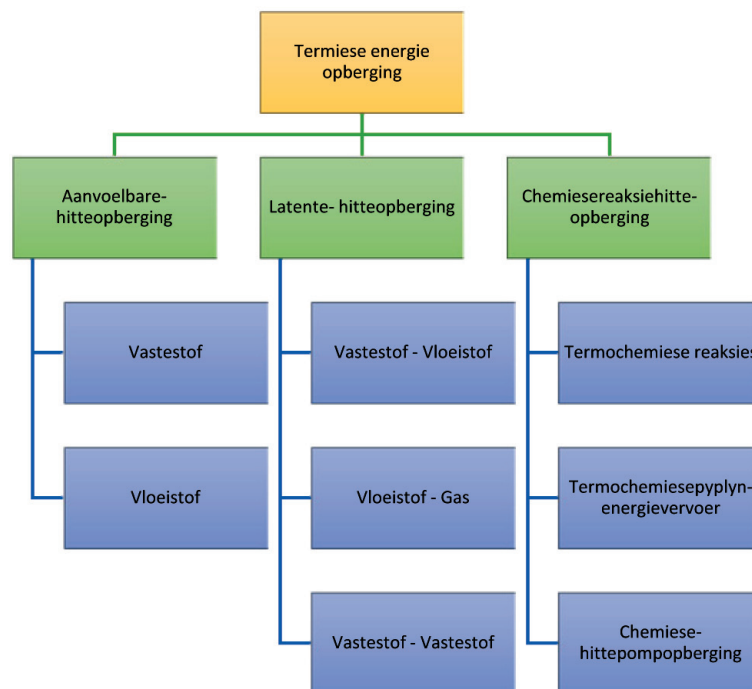 Termiese energie
opberging
Aanvoelbare-
hitteopberging
Latente- hitteopberging
Chemiesereaksiehitte-
opberging
Vastestof
Vloeistof
Vastestof - Vloeistof
Vloeistof - Gas
Vastestof - Vastestof
Termochemiese reaksies
Termochemiesepyplyn-
energievervoer
Chemiese-
hittepompopberging